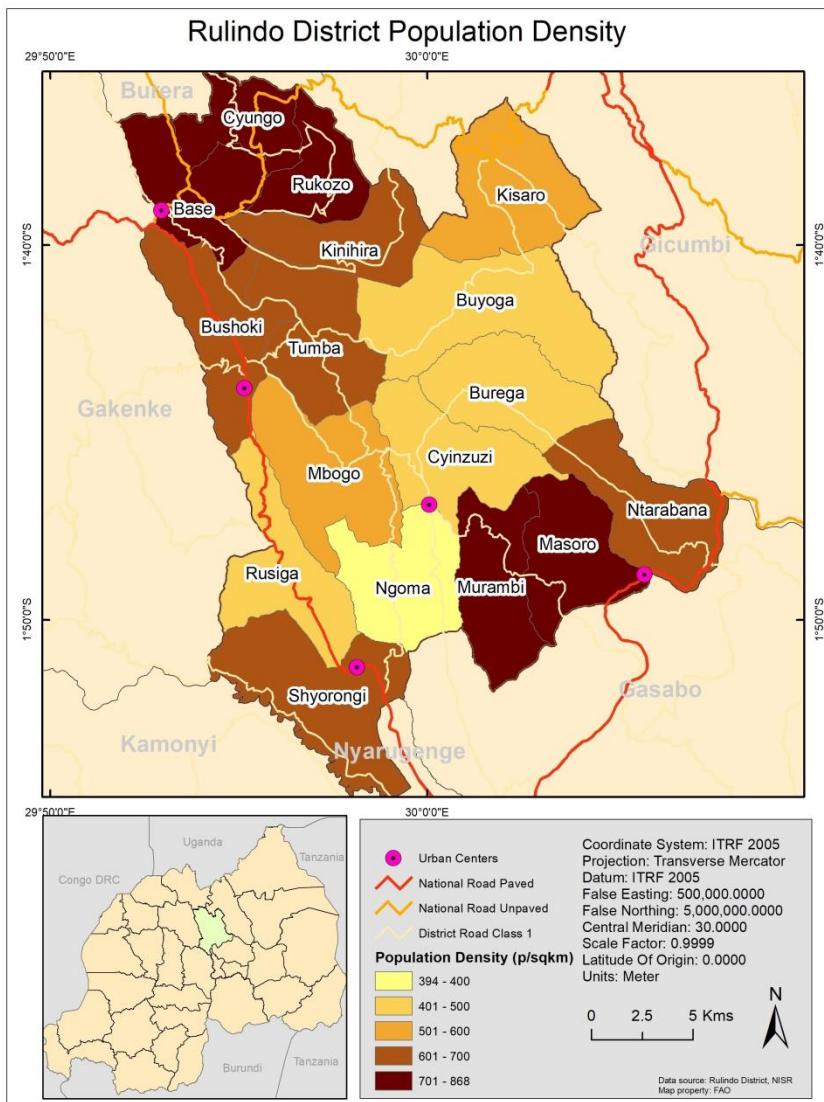 Rulindo District Population Density
29°50'0"E
30°0'0"E
Burera
Cyungo
Rukozo
Kisaro
Base
1°40'0"S
1°40'0"S
Kinihira
Gicumbi
Buyoga
Bushoki
Tumba
Burega
Gakenke
Cyinzuzi
Mbogo
Ntarabana
Masoro
Rusiga
Ngoma
Murambi
1°50'0"S
1°50'0"S
Shyorongi
Gasabo
Kamonyi
Nyarugenge
29°50'0"E
30°0'0"E
Uganda
Tanzania
Congo DRC
Burundi
Tanzania
Urban Centers
National Road Paved
National Road Unpaved
District Road Class 1
Population Density (p/sqkm)
394 - 400
401 - 500
501 - 600
601 - 700
701 - 868
Coordinate System: ITRF 2005
Projection: Transverse Mercator
Datum: ITRF 2005
False Easting: 500,000.0000
False Northing: 5,000,000.0000
Central Meridian: 30.0000
Scale Factor: 0.9999
Latitude Of Origin: 0.0000
Units: Meter
N
0 2.5 5 Kms
Data source: Rulindo District, NISR
Map property: FAO